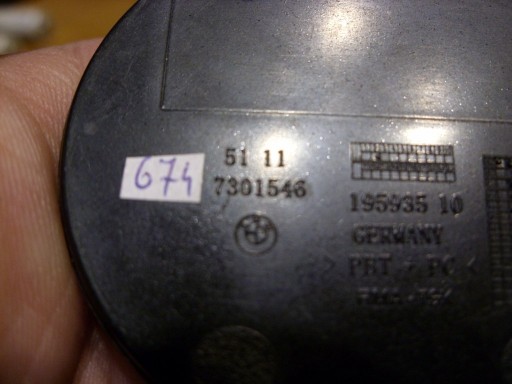 674
51 11
7301546
195935 10
GERMANY
> PBT + PC <